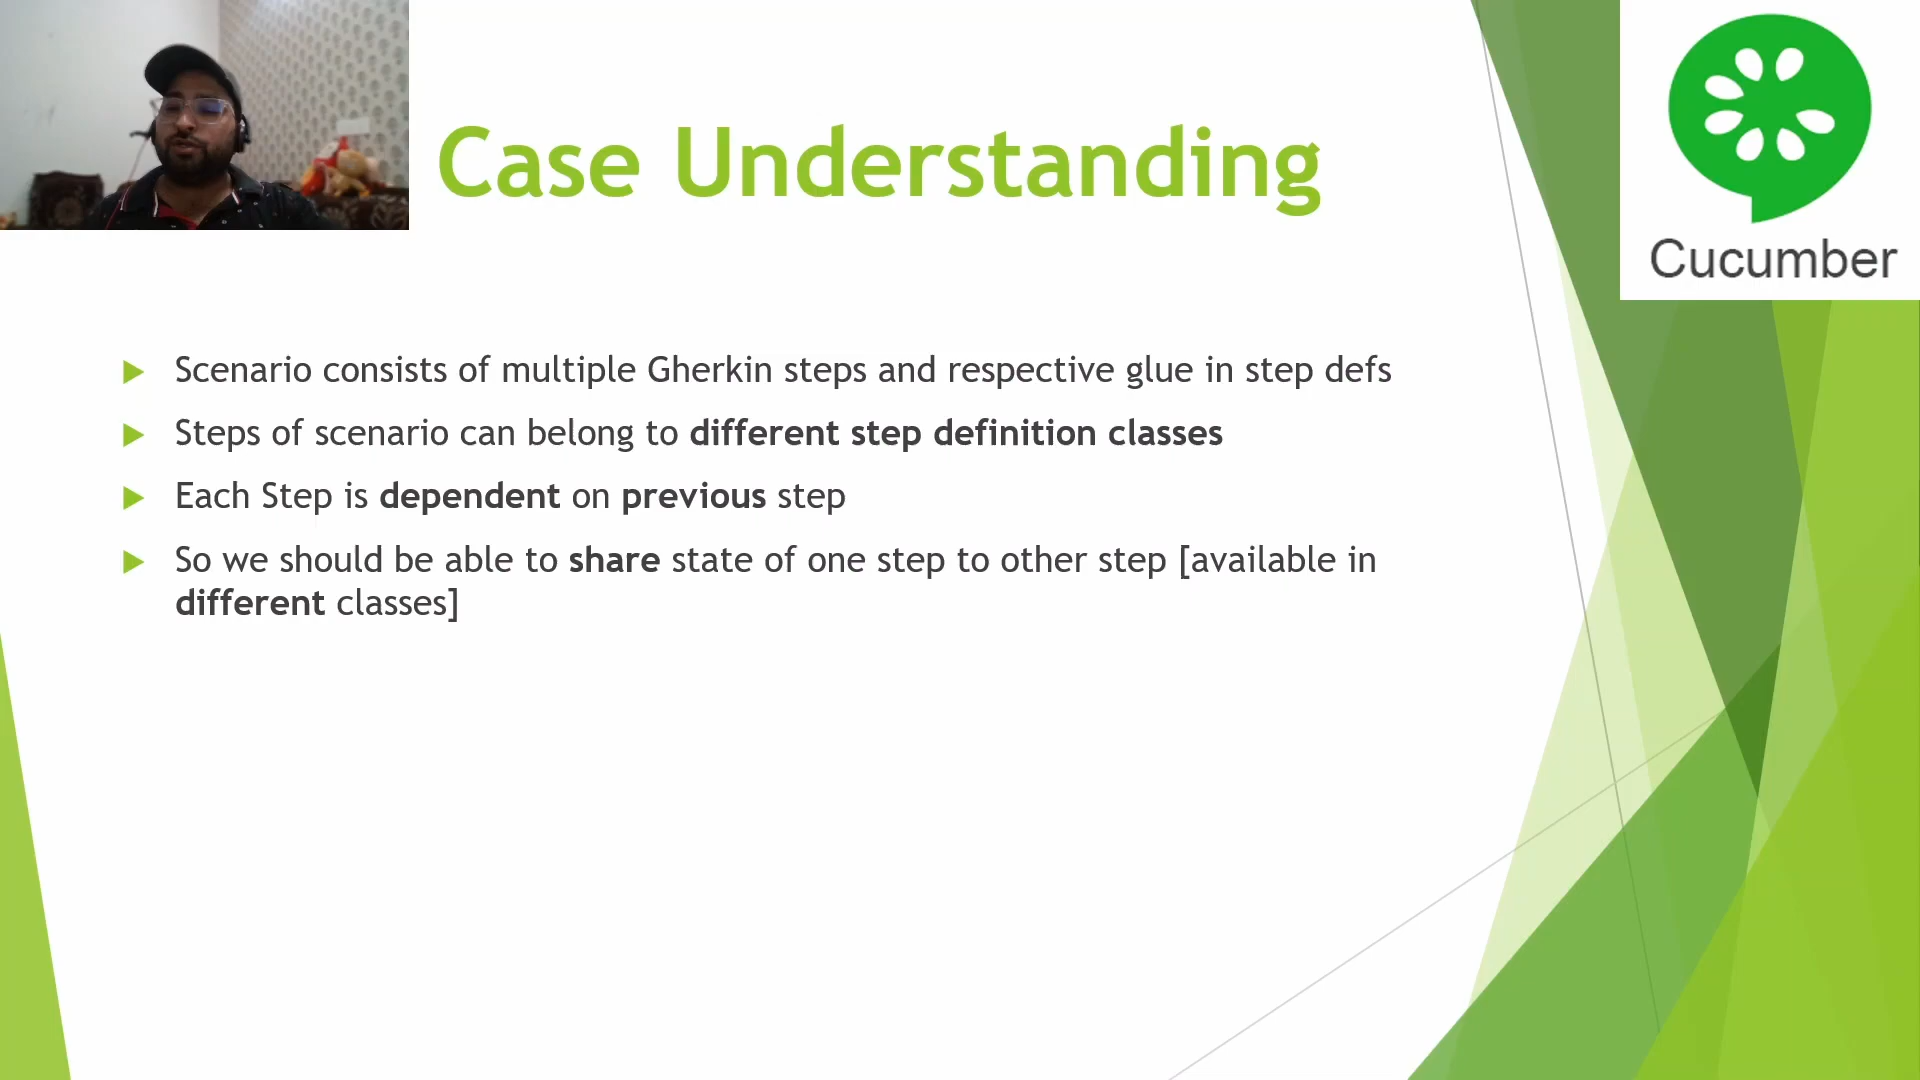 Case Understanding
Cucumber
Scenario consists of multiple Gherkin steps and respective glue in step defs
Steps of scenario can belong to different step definition classes
Each Step is dependent on previous step
So we should be able to share state of one step to other step [available in
different classes]